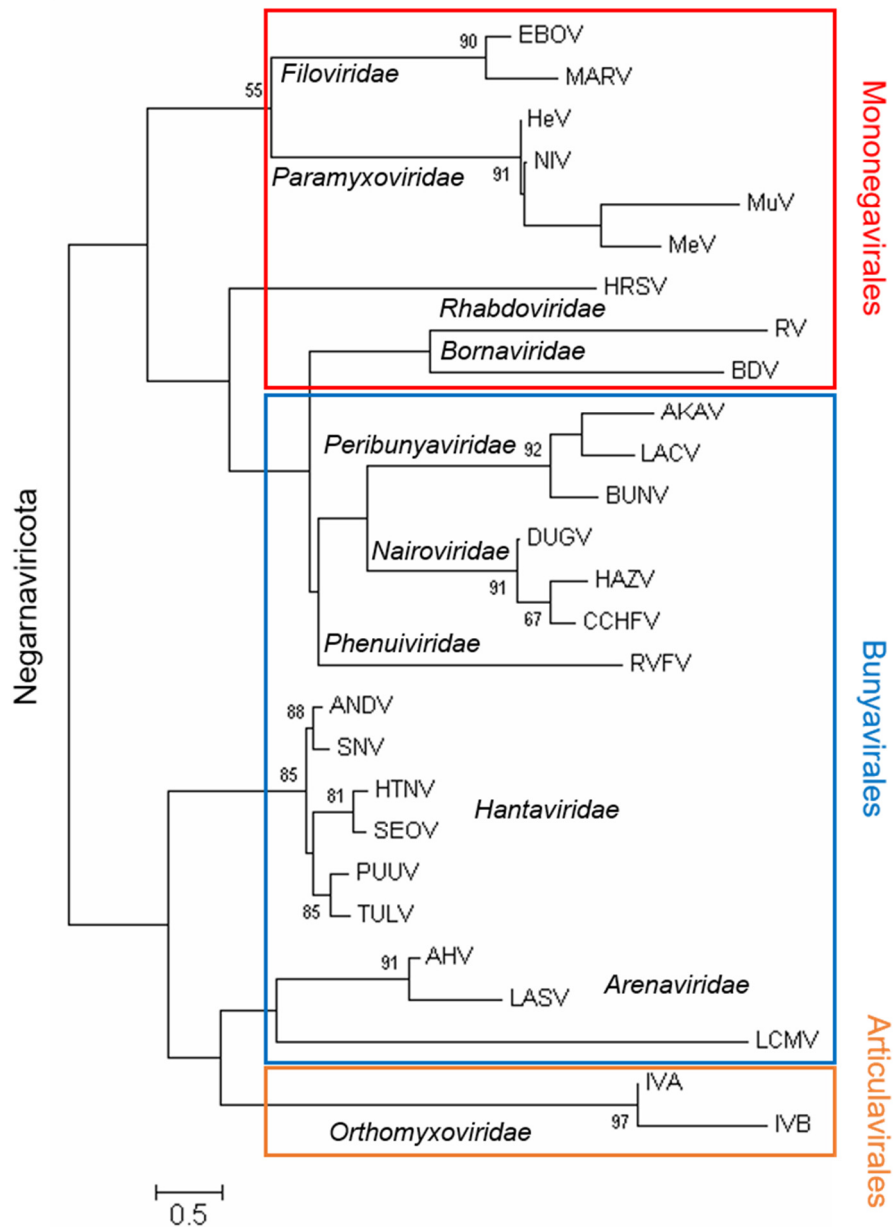 EBOV
90
Filoviridae
MARV
55
HeV
NIV
91
Paramyxoviridae
MuV
MeV
HRSV
Rhabdoviridae
RV
Bornaviridae
BDV
Mononegavirales
AKAV
Peribunyaviridae
92
LACV
BUNV
DUGV
Nairoviridae
91
HAZV
67
CCHFV
Phenuiviridae
RVFV
Negarnaviricota
88
ANDV
SNV
85
81
HTNV
Hantaviridae
SEOV
PUUV
85
TULV
Bunyavirales
91
AHV
Arenaviridae
LASV
LCMV
IVA
97
IVB
Orthomyxoviridae
Articulavirales
0.5